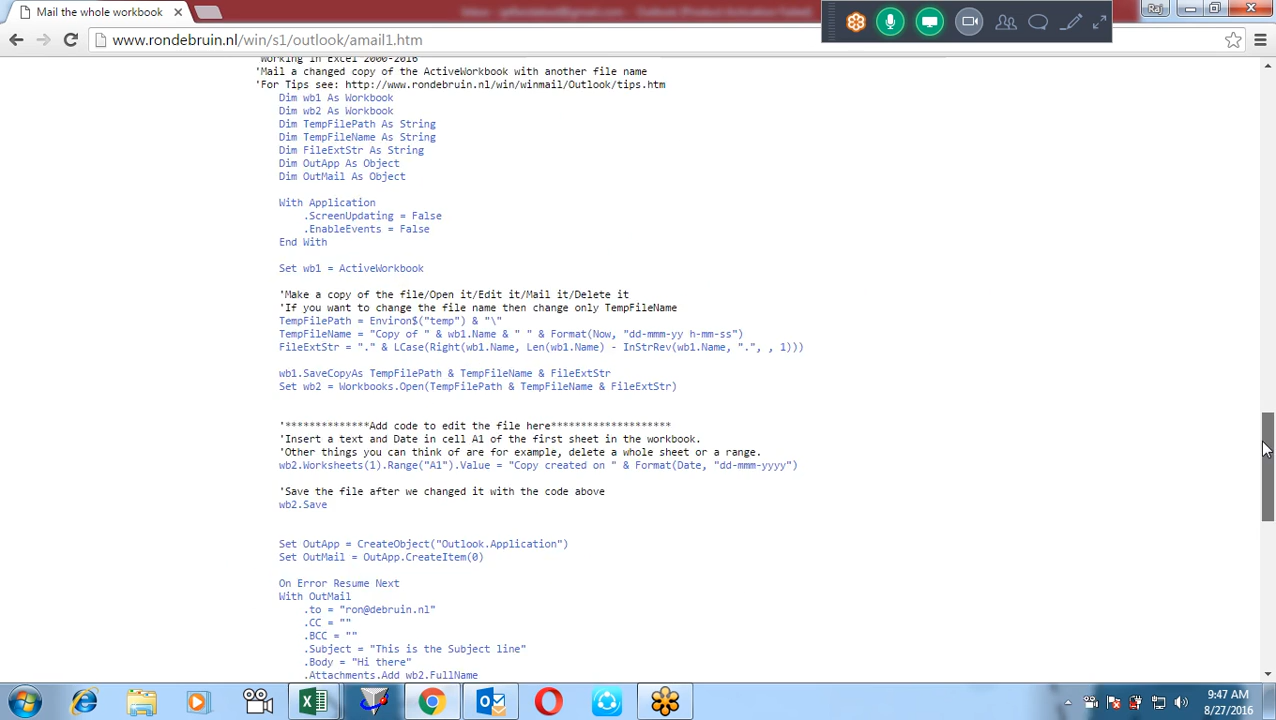 Mail the whole workbook
Raj
rondebruin.nl/win/s1/outlook/amail1.htm
'Working in Excel 2000-2016
'Mail a changed copy of the ActiveWorkbook with another file name
'For Tips see: http://www.rondebruin.nl/win/winmail/Outlook/tips.htm
Dim wb1 As Workbook
Dim wb2 As Workbook
Dim TempFilePath As String
Dim TempFileName As String
Dim FileExtStr As String
Dim OutApp As Object
Dim OutMail As Object
With Application
.ScreenUpdating = False
.EnableEvents = False
End With
Set wb1 = ActiveWorkbook
'Make a copy of the file/Open it/Edit it/Mail it/Delete it
'If you want to change the file name then change only TempFileName
TempFilePath = Environ$("temp") & "\"
TempFileName = "Copy of " & wb1.Name & " " & Format(Now, "dd-mmm-yy h-mm-ss")
FileExtStr = "." & LCase(Right(wb1.Name, Len(wb1.Name) - InStrRev(wb1.Name, ".", , 1)))
wb1.SaveCopyAs TempFilePath & TempFileName & FileExtStr
Set wb2 = Workbooks.Open(TempFilePath & TempFileName & FileExtStr)
'**************Add code to edit the file here********************
'Insert a text and Date in cell A1 of the first sheet in the workbook.
'Other things you can think of are for example, delete a whole sheet or a range.
wb2.Worksheets(1).Range("A1").Value = "Copy created on " & Format(Date, "dd-mmm-yyyy")
'Save the file after we changed it with the code above
wb2.Save
Set OutApp = CreateObject("Outlook.Application")
Set OutMail = OutApp.CreateItem(0)
On Error Resume Next
With OutMail
.to = "ron@debruin.nl"
.CC = ""
.BCC = ""
.Subject = "This is the Subject line"
.Body = "Hi there"
.Attachments.Add wb2.FullName
9:47 AM
8/27/2016